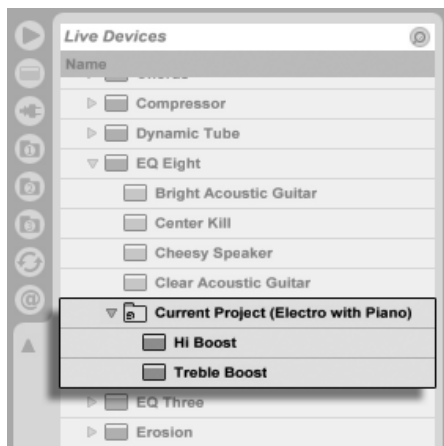 Live Devices
Name
Chorus
Compressor
Dynamic Tube
EQ Eight
Bright Acoustic Guitar
Center Kill
Cheesy Speaker
Clear Acoustic Guitar
Current Project (Electro with Piano)
Hi Boost
Treble Boost
EQ Three
Erosion